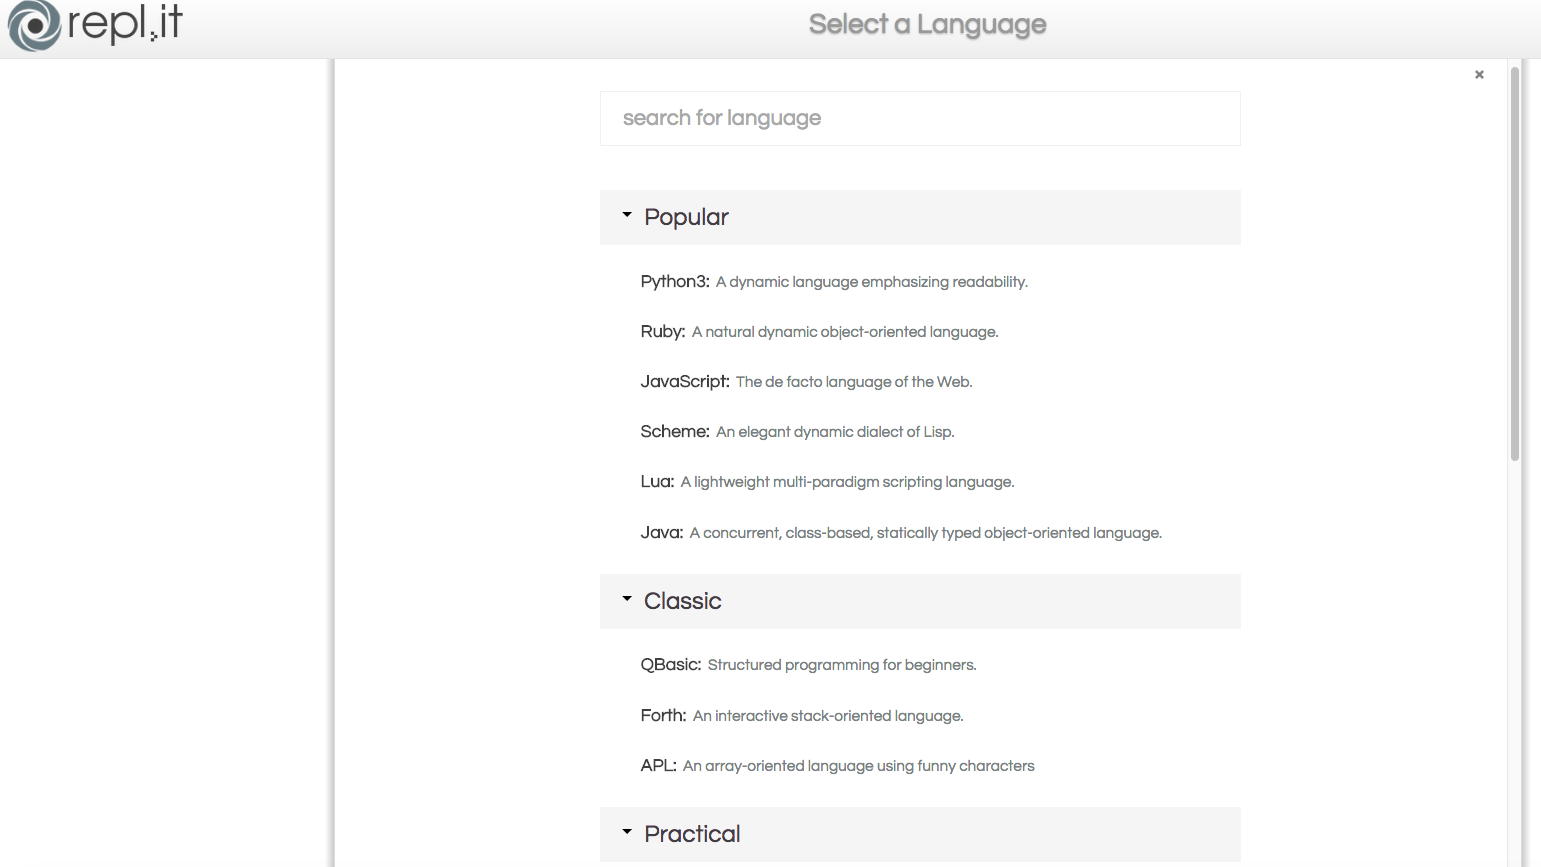 repl.it
Select a Language
×
search for language
Popular
Python3: A dynamic language emphasizing readability.
Ruby: A natural dynamic object-oriented language.
JavaScript: The de facto language of the Web.
Scheme: An elegant dynamic dialect of Lisp.
Lua: A lightweight multi-paradigm scripting language.
Java: A concurrent, class-based, statically typed object-oriented language.
Classic
QBasic: Structured programming for beginners.
Forth: An interactive stack-oriented language.
APL: An array-oriented language using funny characters
Practical